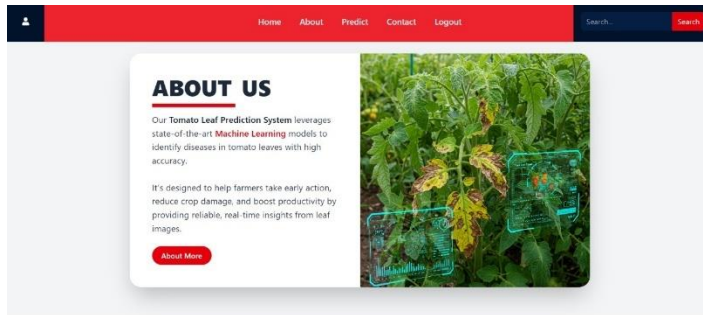 Home About Predict Contact Logout
Search... Search
ABOUT US
Our Tomato Leaf Prediction System leverages
state-of-the-art Machine Learning models to
identify diseases in tomato leaves with high
accuracy.
It's designed to help farmers take early action,
reduce crop damage, and boost productivity by
providing reliable, real-time insights from leaf
images.
About More